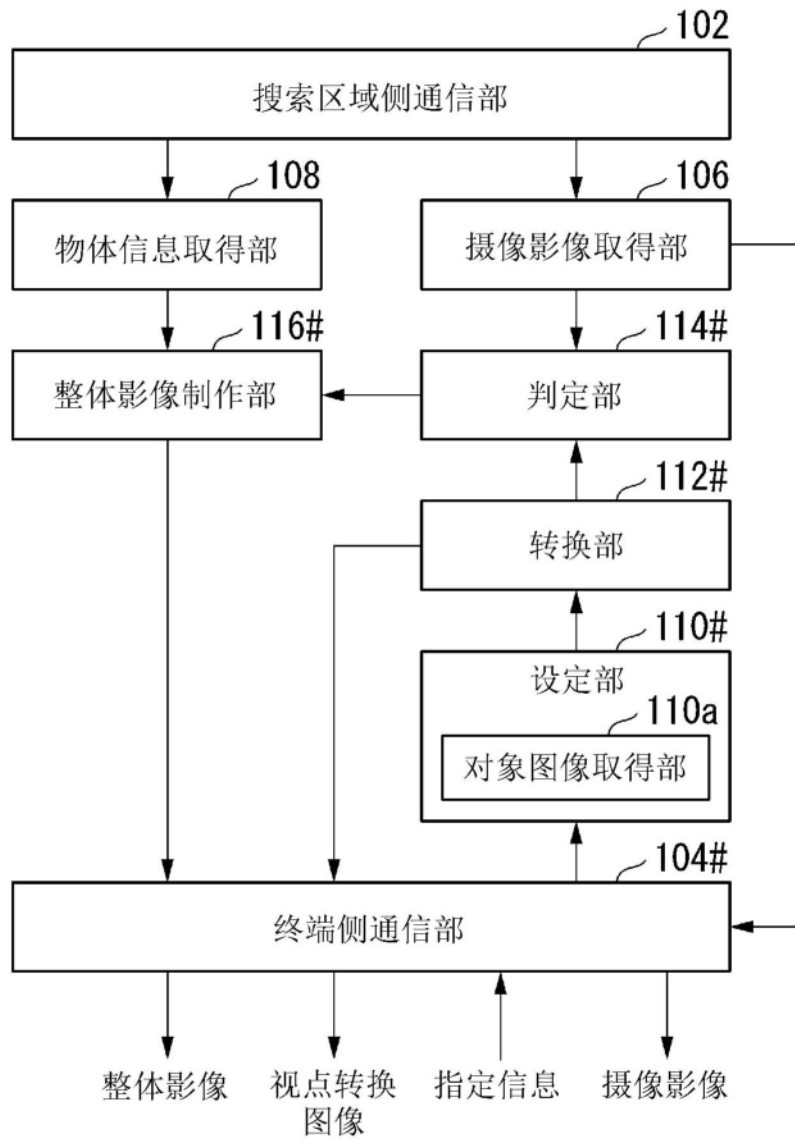 102
搜索区域侧通信部
108
106
物体信息取得部
摄像影像取得部
116#
114#
整体影像制作部
判定部
112#
转换部
110#
设定部
110a
对象图像取得部
104#
终端侧通信部
整体影像
视点转换
图像
指定信息
摄像影像